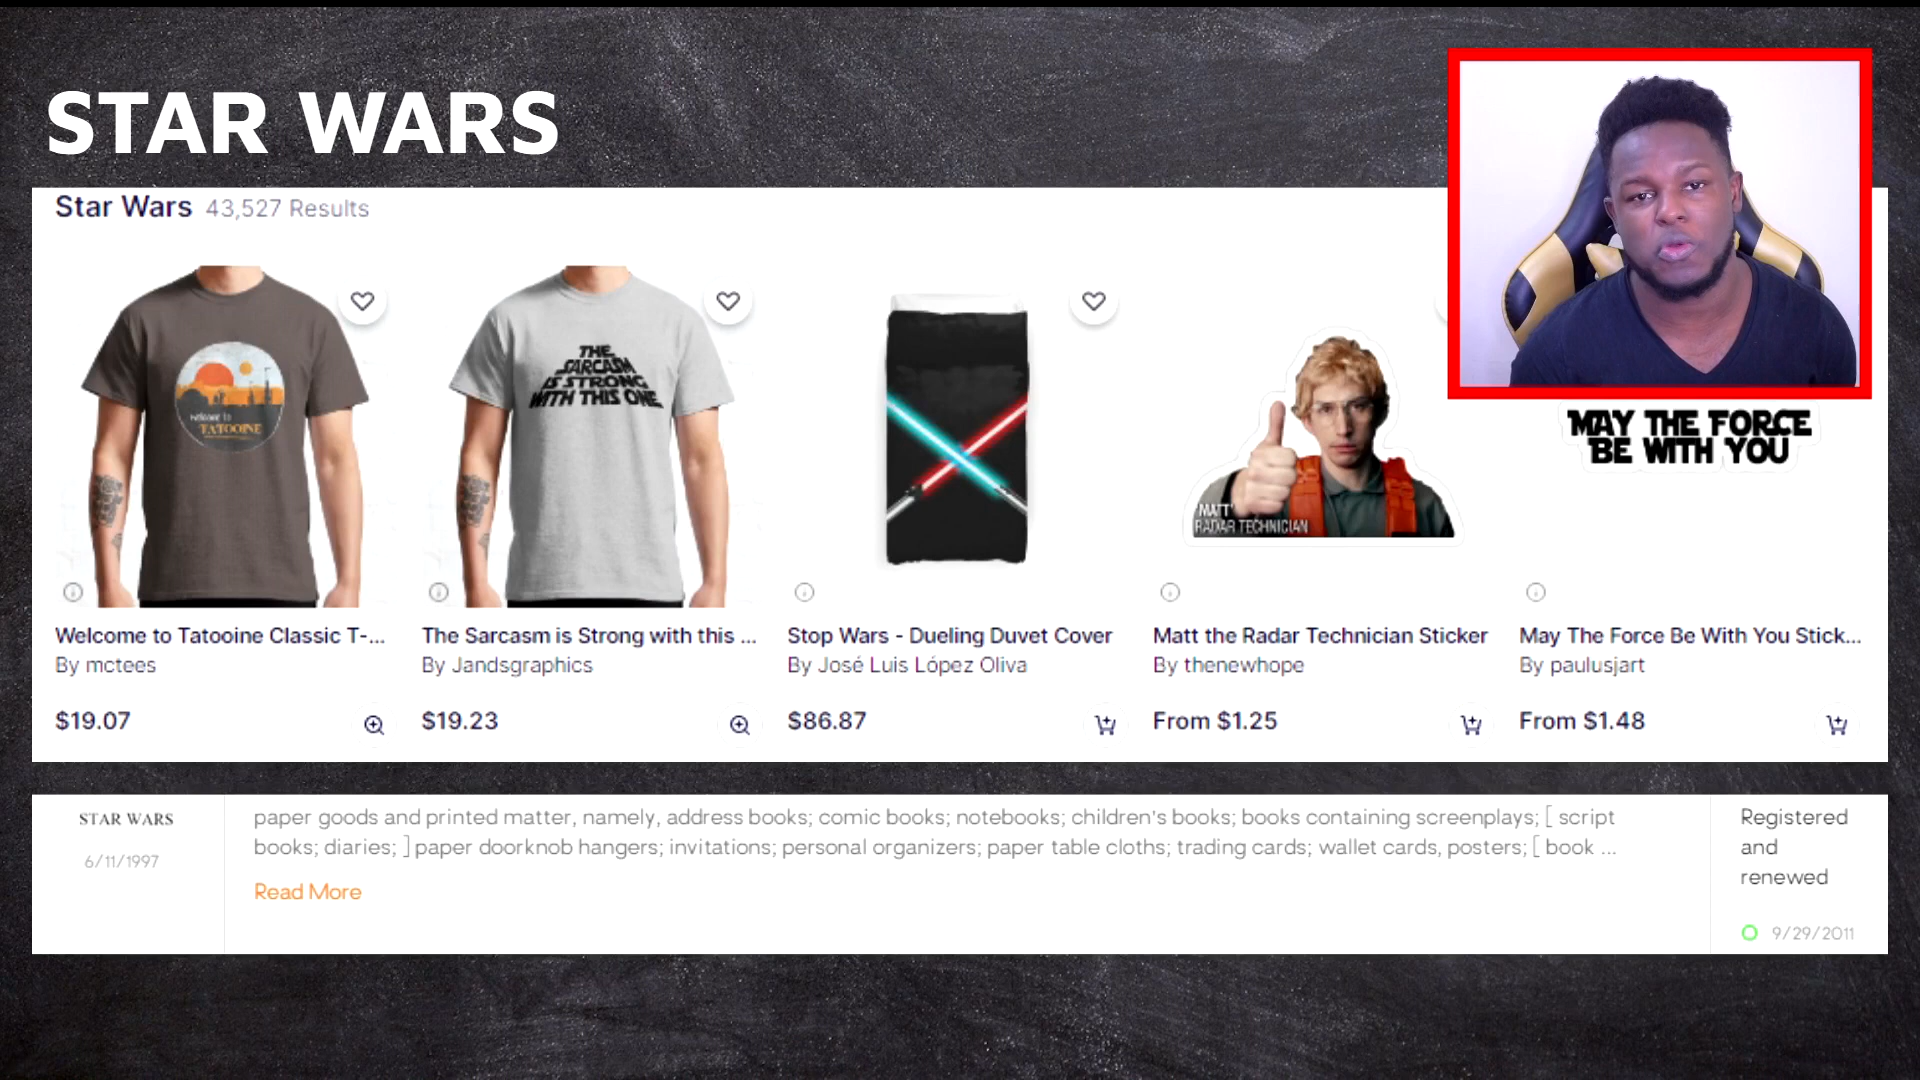 STAR WARS
Star Wars 43,527 Results
welcome to
TATOOINE
THE
SARCASM
IS STRONG
WITH THIS ONE
MATT
RADAR TECHNICIAN
MAY THE FORCE
BE WITH YOU
Welcome to Tatooine Classic T-...
By mctees
$19.07
The Sarcasm is Strong with this ...
By Jandsgraphics
$19.23
Stop Wars - Dueling Duvet Cover
By José Luis López Oliva
$86.87
Matt the Radar Technician Sticker
By thenewhope
From $1.25
May The Force Be With You Stick...
By paulusjart
From $1.48
STAR WARS
6/11/1997
paper goods and printed matter, namely, address books; comic books; notebooks; children's books; books containing screenplays; [ script
books; diaries; ] paper doorknob hangers; invitations; personal organizers; paper table cloths; trading cards; wallet cards, posters; [ book ...
Read More
Registered
and
renewed
9/29/2011